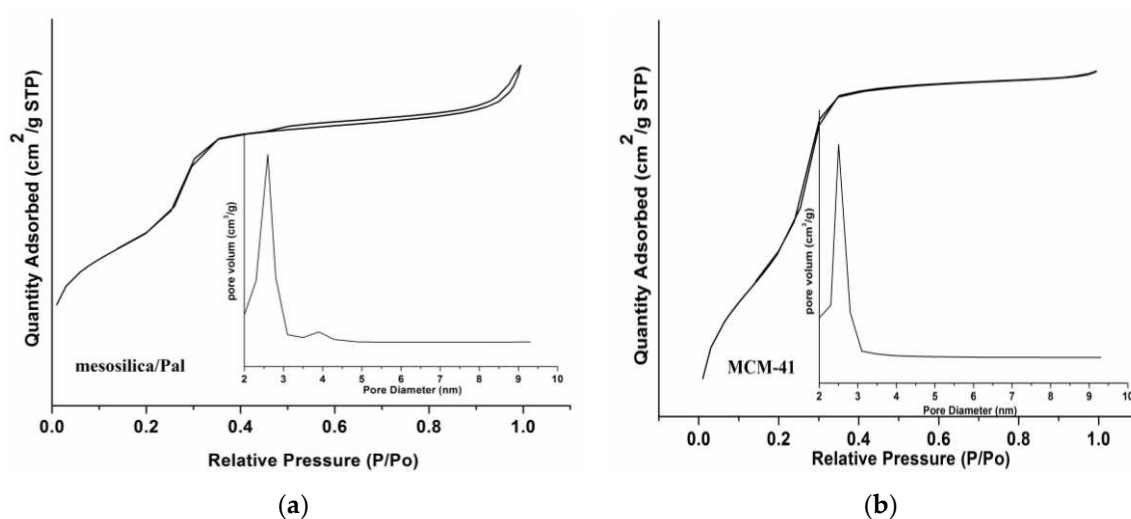 Quantity Adsorbed (cm²/g STP)
pore volum (cm³/g)
mesosilica/Pal
2 3 4 5 6 7 8 9 10
Pore Diameter (nm)
0.0 0.2 0.4 0.6 0.8 1.0
Relative Pressure (P/Po)
(a)
Quantity Adsorbed (cm²/g STP)
pore volum (cm³/g)
MCM-41
2 3 4 5 6 7 8 9 10
Pore Diameter (nm)
0.0 0.2 0.4 0.6 0.8 1.0
Relative Pressure (P/Po)
(b)